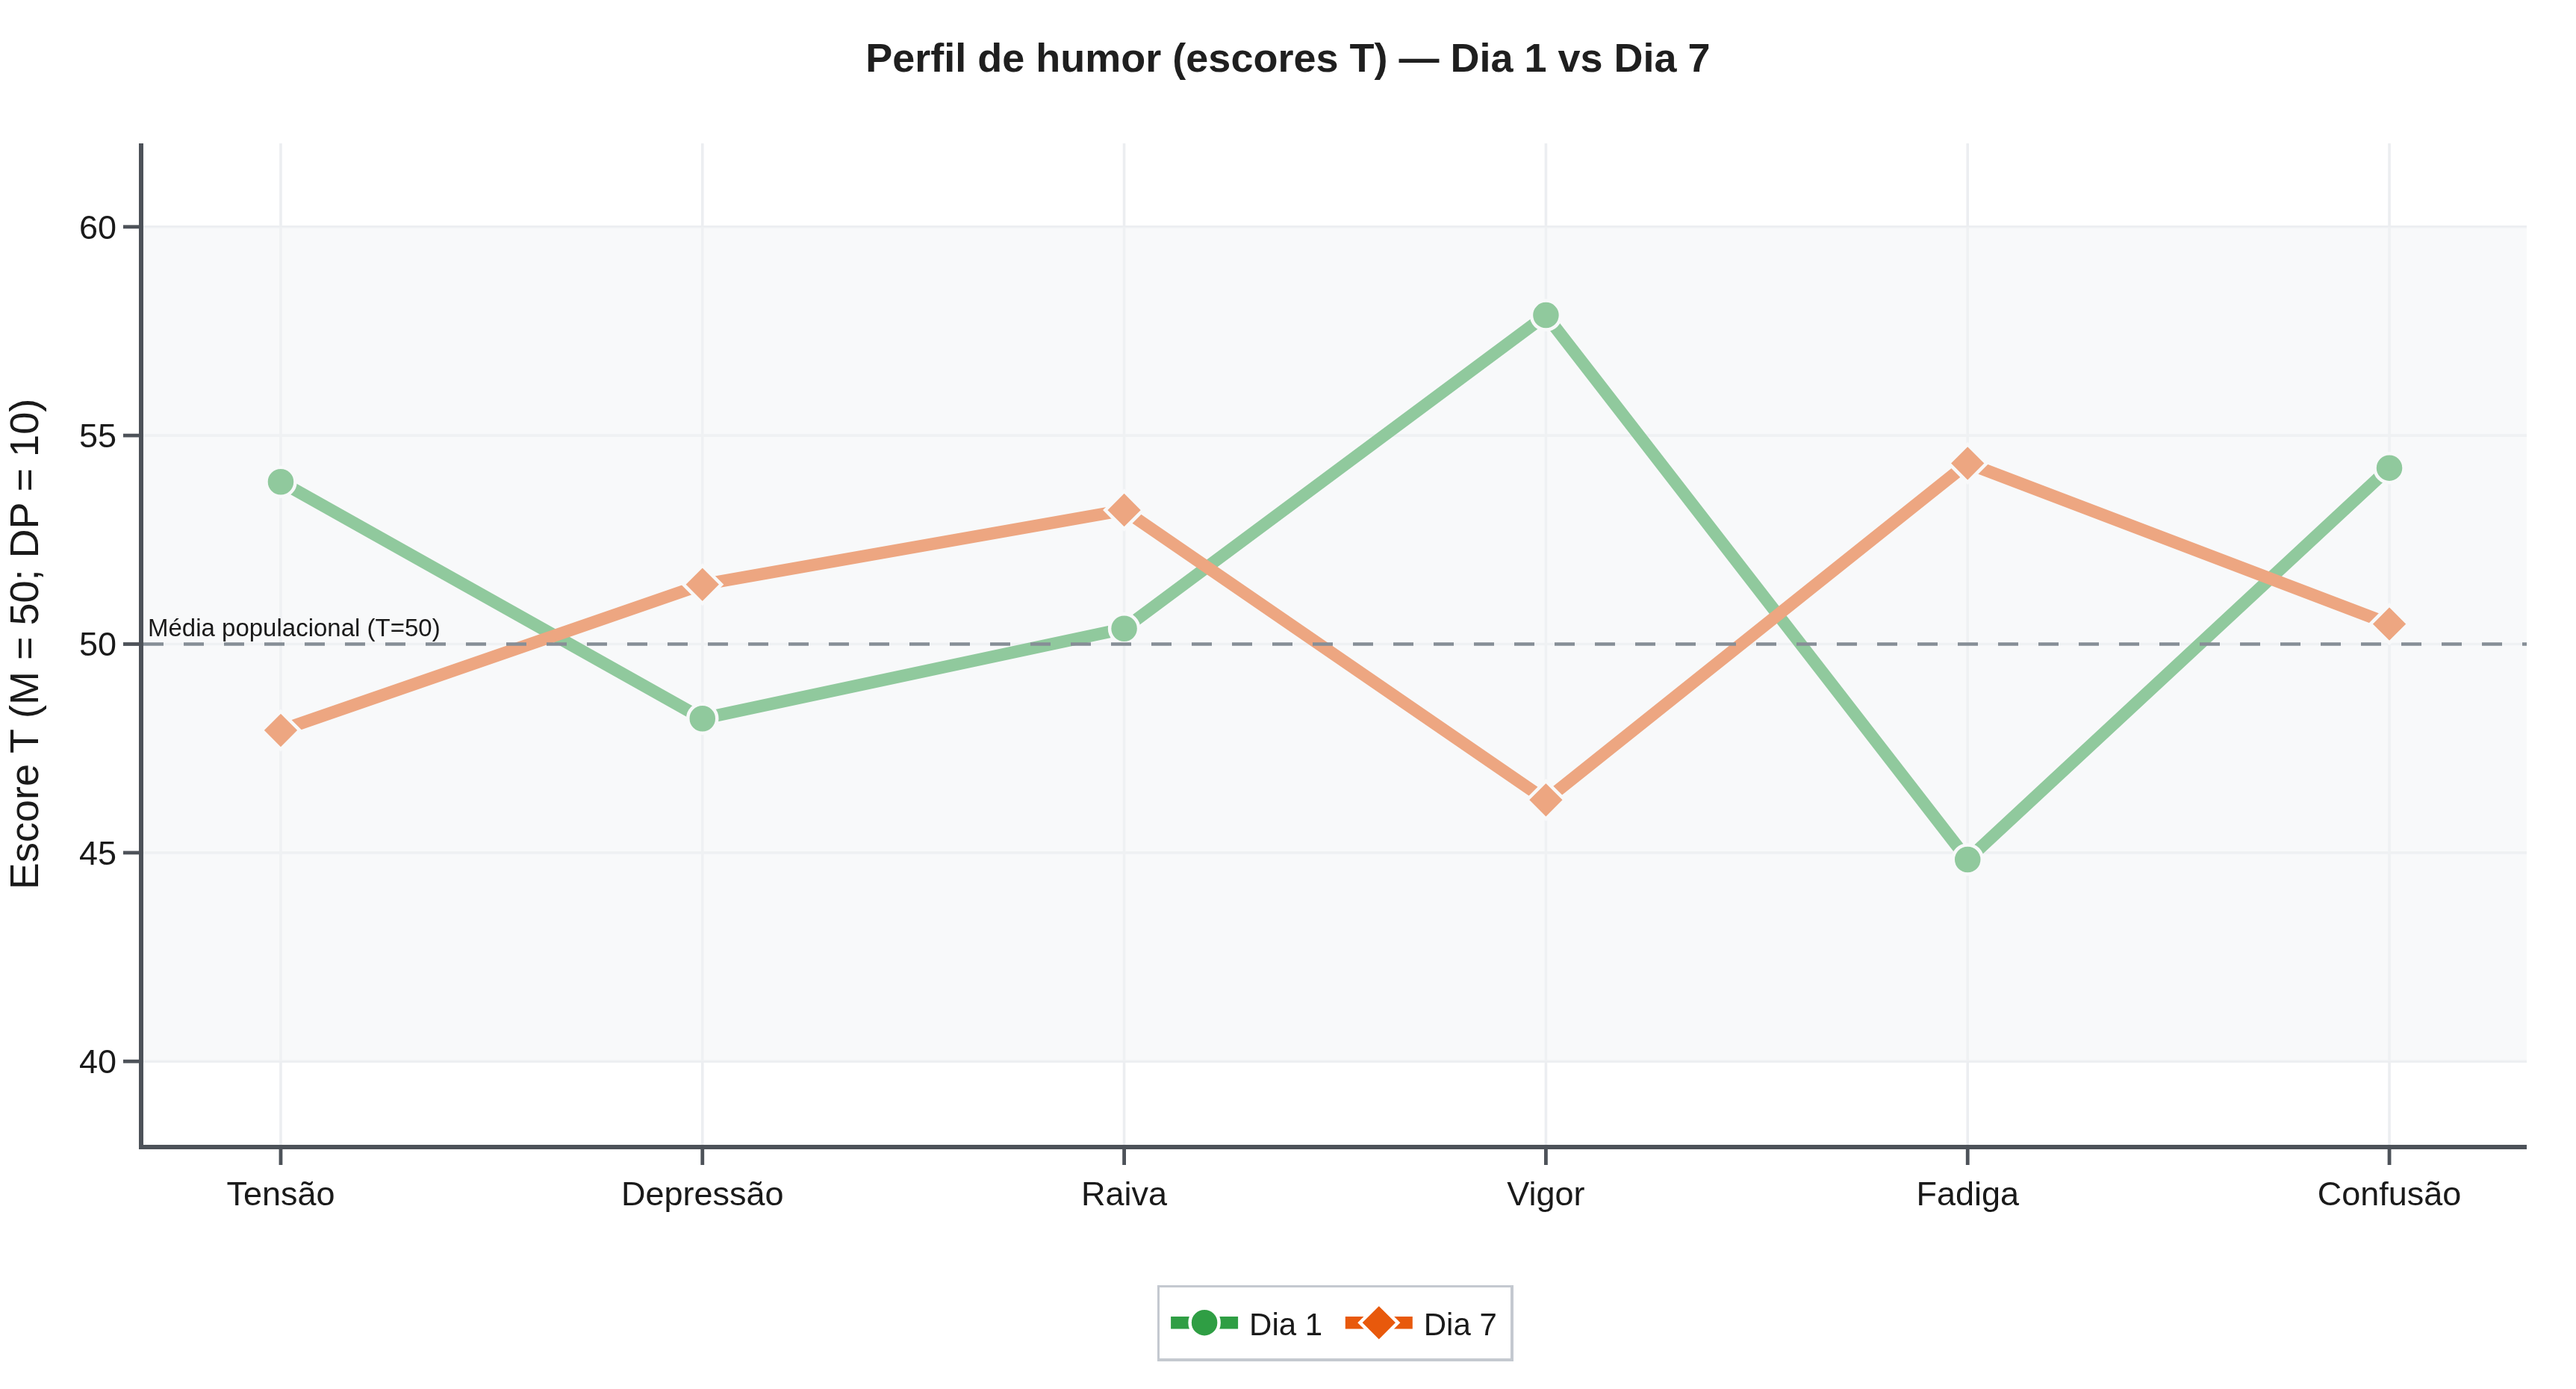 Perfil de humor (escores T) — Dia 1 vs Dia 7
Escore T (M = 50; DP = 10)
60
55
50
45
40
Média populacional (T=50)
Tensão
Depressão
Raiva
Vigor
Fadiga
Confusão
Dia 1
Dia 7